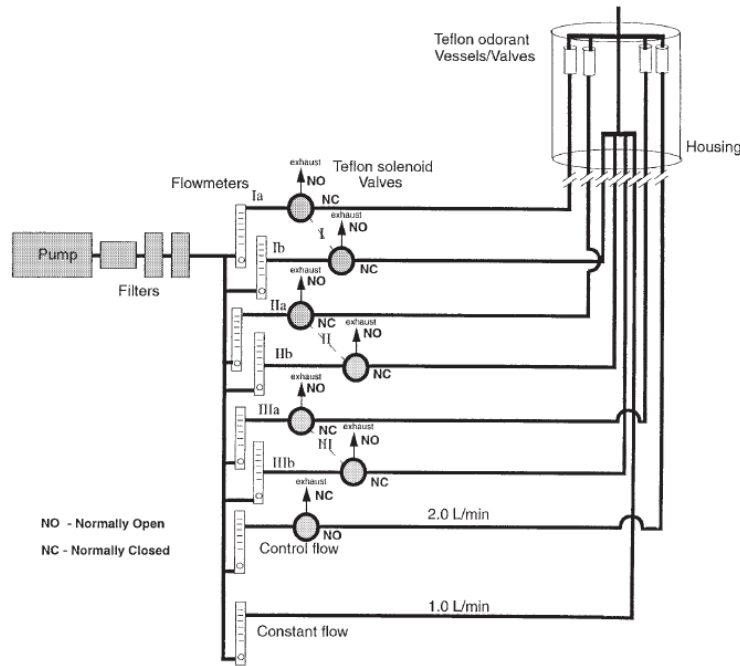 Teflon odorant
Vessels/Valves
Housing
exhaust
Teflon solenoid
Valves
Flowmeters
NO
Ia
NC
exhaust
I
NO
Ib
NC
exhaust
NO
Pump
Filters
IIa
NC
exhaust
II
NO
IIb
NC
exhaust
NO
IIIa
NC
exhaust
III
NO
IIIb
NC
exhaust
NC
2.0 L/min
NO - Normally Open
NO
NC - Normally Closed
Control flow
1.0 L/min
Constant flow